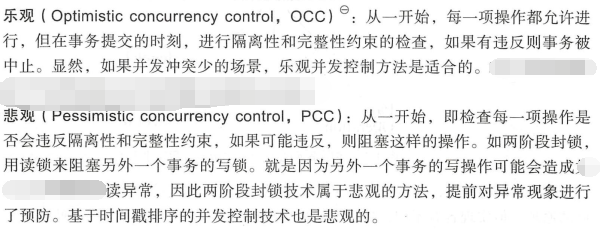 乐观（Optimistic concurrency control，OCC）㊀：从一开始，每一项操作都允许进
行，但在事务提交的时刻，进行隔离性和完整性约束的检查，如果有违反则事务被
中止。显然，如果并发冲突少的场景，乐观并发控制方法是适合的。
悲观（Pessimistic concurrency control，PCC）：从一开始，即检查每一项操作是
否会违反隔离性和完整性约束，如果可能违反，则阻塞这样的操作。如两阶段封锁，
用读锁来阻塞另外一个事务的写锁。就是因为另外一个事务的写操作可能会造成
读异常，因此两阶段封锁技术属于悲观的方法，提前对异常现象进行
了预防。基于时间戳排序的并发控制技术也是悲观的。